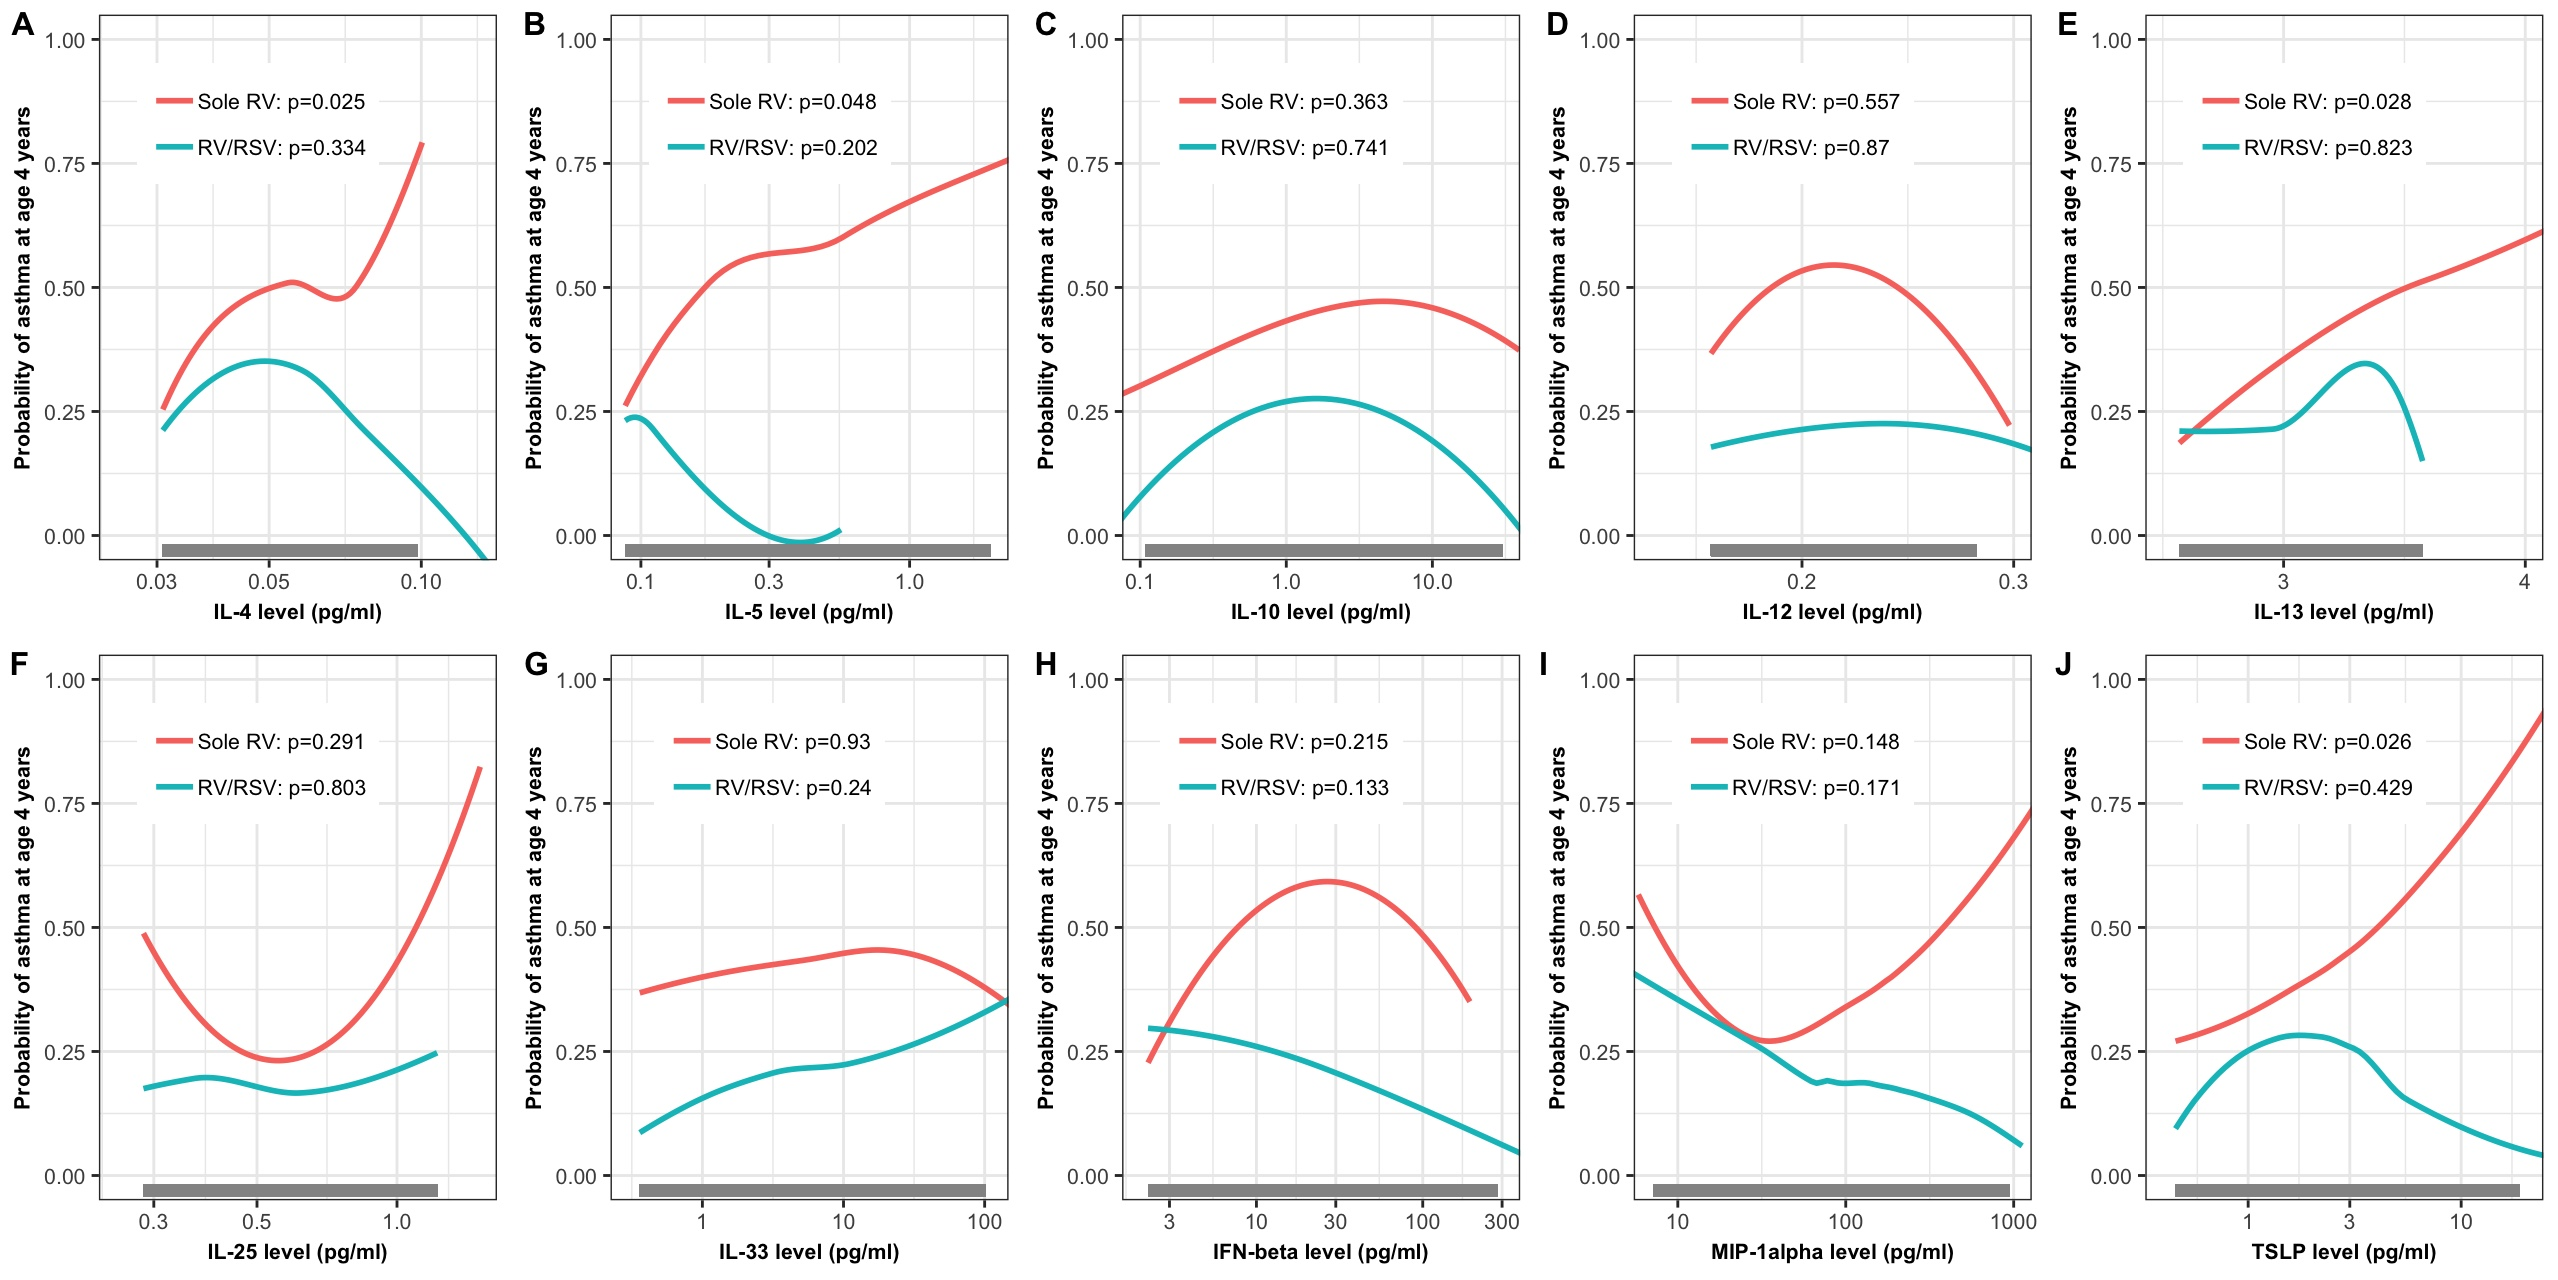 A
Probability of asthma at age 4 years
1.00
0.75
0.50
0.25
0.00
Sole RV: p=0.025
RV/RSV: p=0.334
0.03 0.05 0.10
IL-4 level (pg/ml)
B
Probability of asthma at age 4 years
1.00
0.75
0.50
0.25
0.00
Sole RV: p=0.048
RV/RSV: p=0.202
0.1 0.3 1.0
IL-5 level (pg/ml)
C
Probability of asthma at age 4 years
1.00
0.75
0.50
0.25
0.00
Sole RV: p=0.363
RV/RSV: p=0.741
0.1 1.0 10.0
IL-10 level (pg/ml)
D
Probability of asthma at age 4 years
1.00
0.75
0.50
0.25
0.00
Sole RV: p=0.557
RV/RSV: p=0.87
0.2 0.3
IL-12 level (pg/ml)
E
Probability of asthma at age 4 years
1.00
0.75
0.50
0.25
0.00
Sole RV: p=0.028
RV/RSV: p=0.823
3 4
IL-13 level (pg/ml)
F
Probability of asthma at age 4 years
1.00
0.75
0.50
0.25
0.00
Sole RV: p=0.291
RV/RSV: p=0.803
0.3 0.5 1.0
IL-25 level (pg/ml)
G
Probability of asthma at age 4 years
1.00
0.75
0.50
0.25
0.00
Sole RV: p=0.93
RV/RSV: p=0.24
1 10 100
IL-33 level (pg/ml)
H
Probability of asthma at age 4 years
1.00
0.75
0.50
0.25
0.00
Sole RV: p=0.215
RV/RSV: p=0.133
3 10 30 100 300
IFN-beta level (pg/ml)
I
Probability of asthma at age 4 years
1.00
0.75
0.50
0.25
0.00
Sole RV: p=0.148
RV/RSV: p=0.171
10 100 1000
MIP-1alpha level (pg/ml)
J
Probability of asthma at age 4 years
1.00
0.75
0.50
0.25
0.00
Sole RV: p=0.026
RV/RSV: p=0.429
1 3 10
TSLP level (pg/ml)